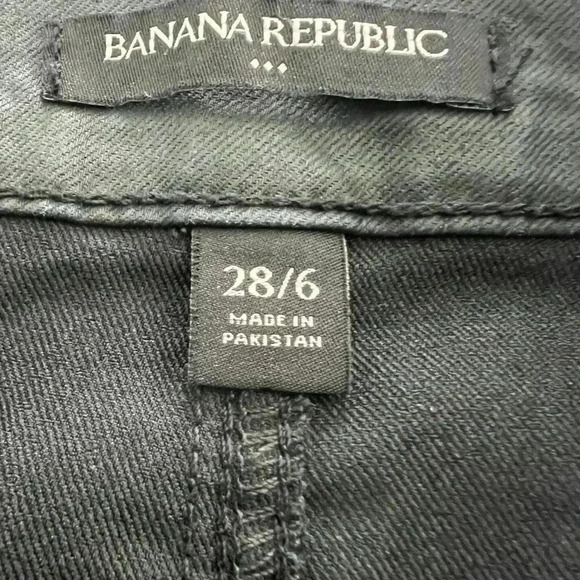 BANANA REPUBLIC
28/6
MADE IN
PAKISTAN